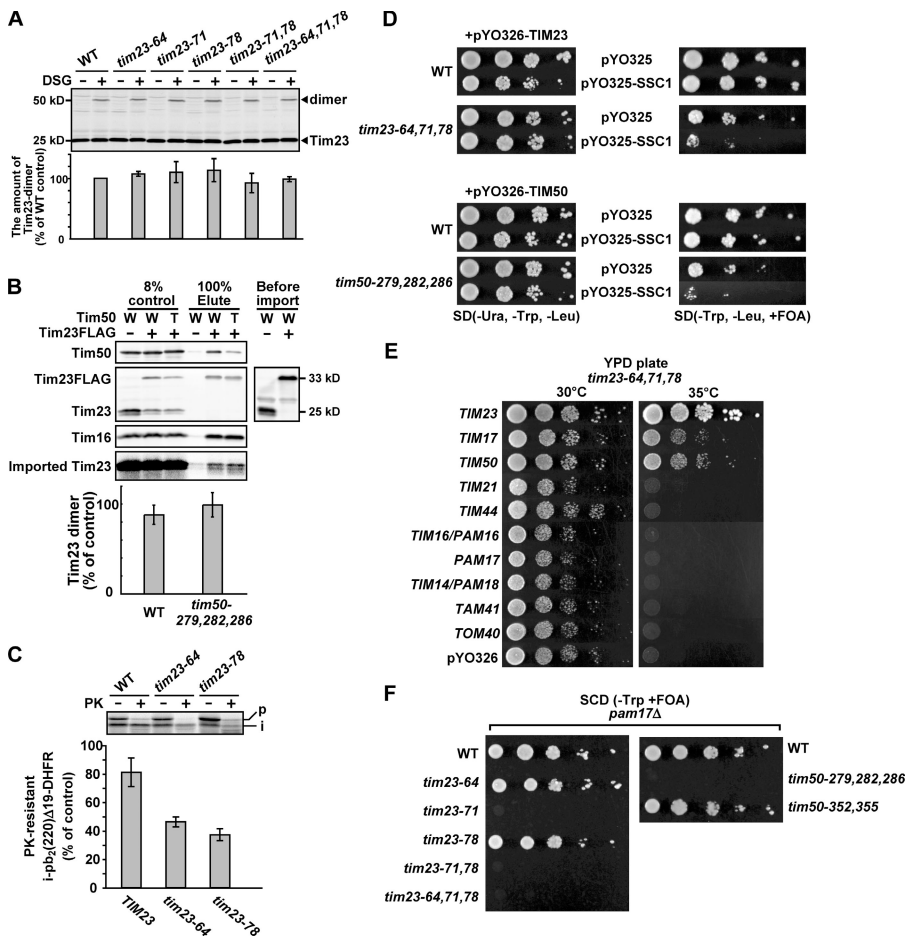 A
WT
tim23-64
tim23-71
tim23-78
tim23-71,78
tim23-64,71,78
DSG - + - + - + - + - + - +
50 kD
dimer
25 kD
Tim23
The amount of
Tim23-dimer
(% of WT control)
100
0
B
8%
control
100%
Elute
Before
import
Tim50 W W T W W T W W
Tim23FLAG - + + - + + - +
Tim50
Tim23FLAG
33 kD
Tim23
25 kD
Tim16
Imported Tim23
Tim23 dimer
(% of control)
100
0
WT
tim50-
279,282,286
C
WT
tim23-64
tim23-78
PK - + - + - +
p
i
PK-resistant
i-pb2(220)Δ19-DHFR
(% of control)
100
80
60
40
20
0
TIM23
tim23-64
tim23-78
D
+pYO326-TIM23
WT
pYO325
pYO325-SSC1
tim23-64,71,78
pYO325
pYO325-SSC1
+pYO326-TIM50
WT
pYO325
pYO325-SSC1
tim50-279,282,286
pYO325
pYO325-SSC1
SD(-Ura, -Trp, -Leu)
SD(-Trp, -Leu, +FOA)
E
YPD plate
tim23-64,71,78
30°C
35°C
TIM23
TIM17
TIM50
TIM21
TIM44
TIM16/PAM16
PAM17
TIM14/PAM18
TAM41
TOM40
pYO326
F
SCD (-Trp +FOA)
pam17Δ
WT
tim23-64
tim23-71
tim23-78
tim23-71,78
tim23-64,71,78
WT
tim50-279,282,286
tim50-352,355